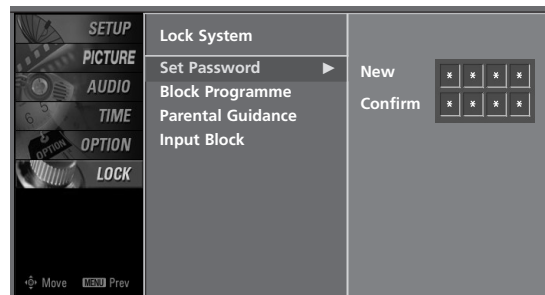 SETUP
PICTURE
AUDIO
TIME
OPTION
LOCK
Move MENU Prev
Lock System
Set Password ▶
Block Programme
Parental Guidance
Input Block
New * * * *
Confirm * * * *